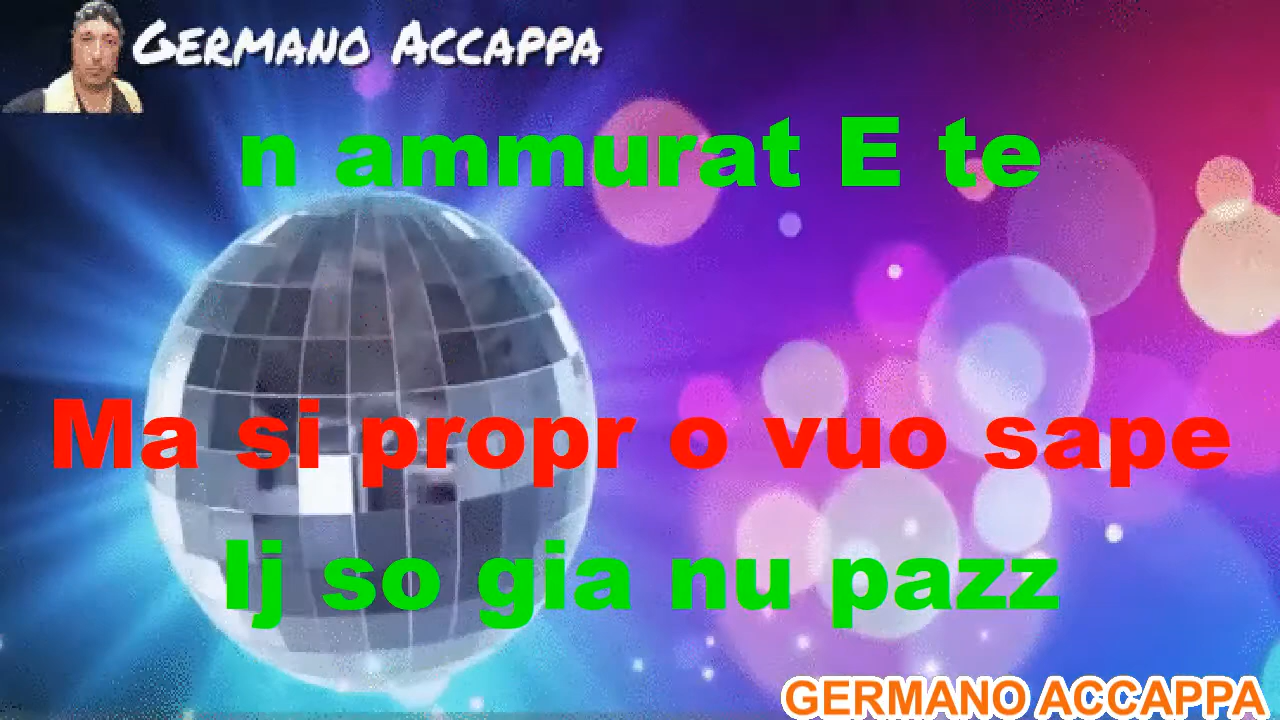 GERMANO ACCAPPA
n ammurat E te
Ma si propr o vuo sape
Ij so gia nu pazz
GERMANO ACCAPPA